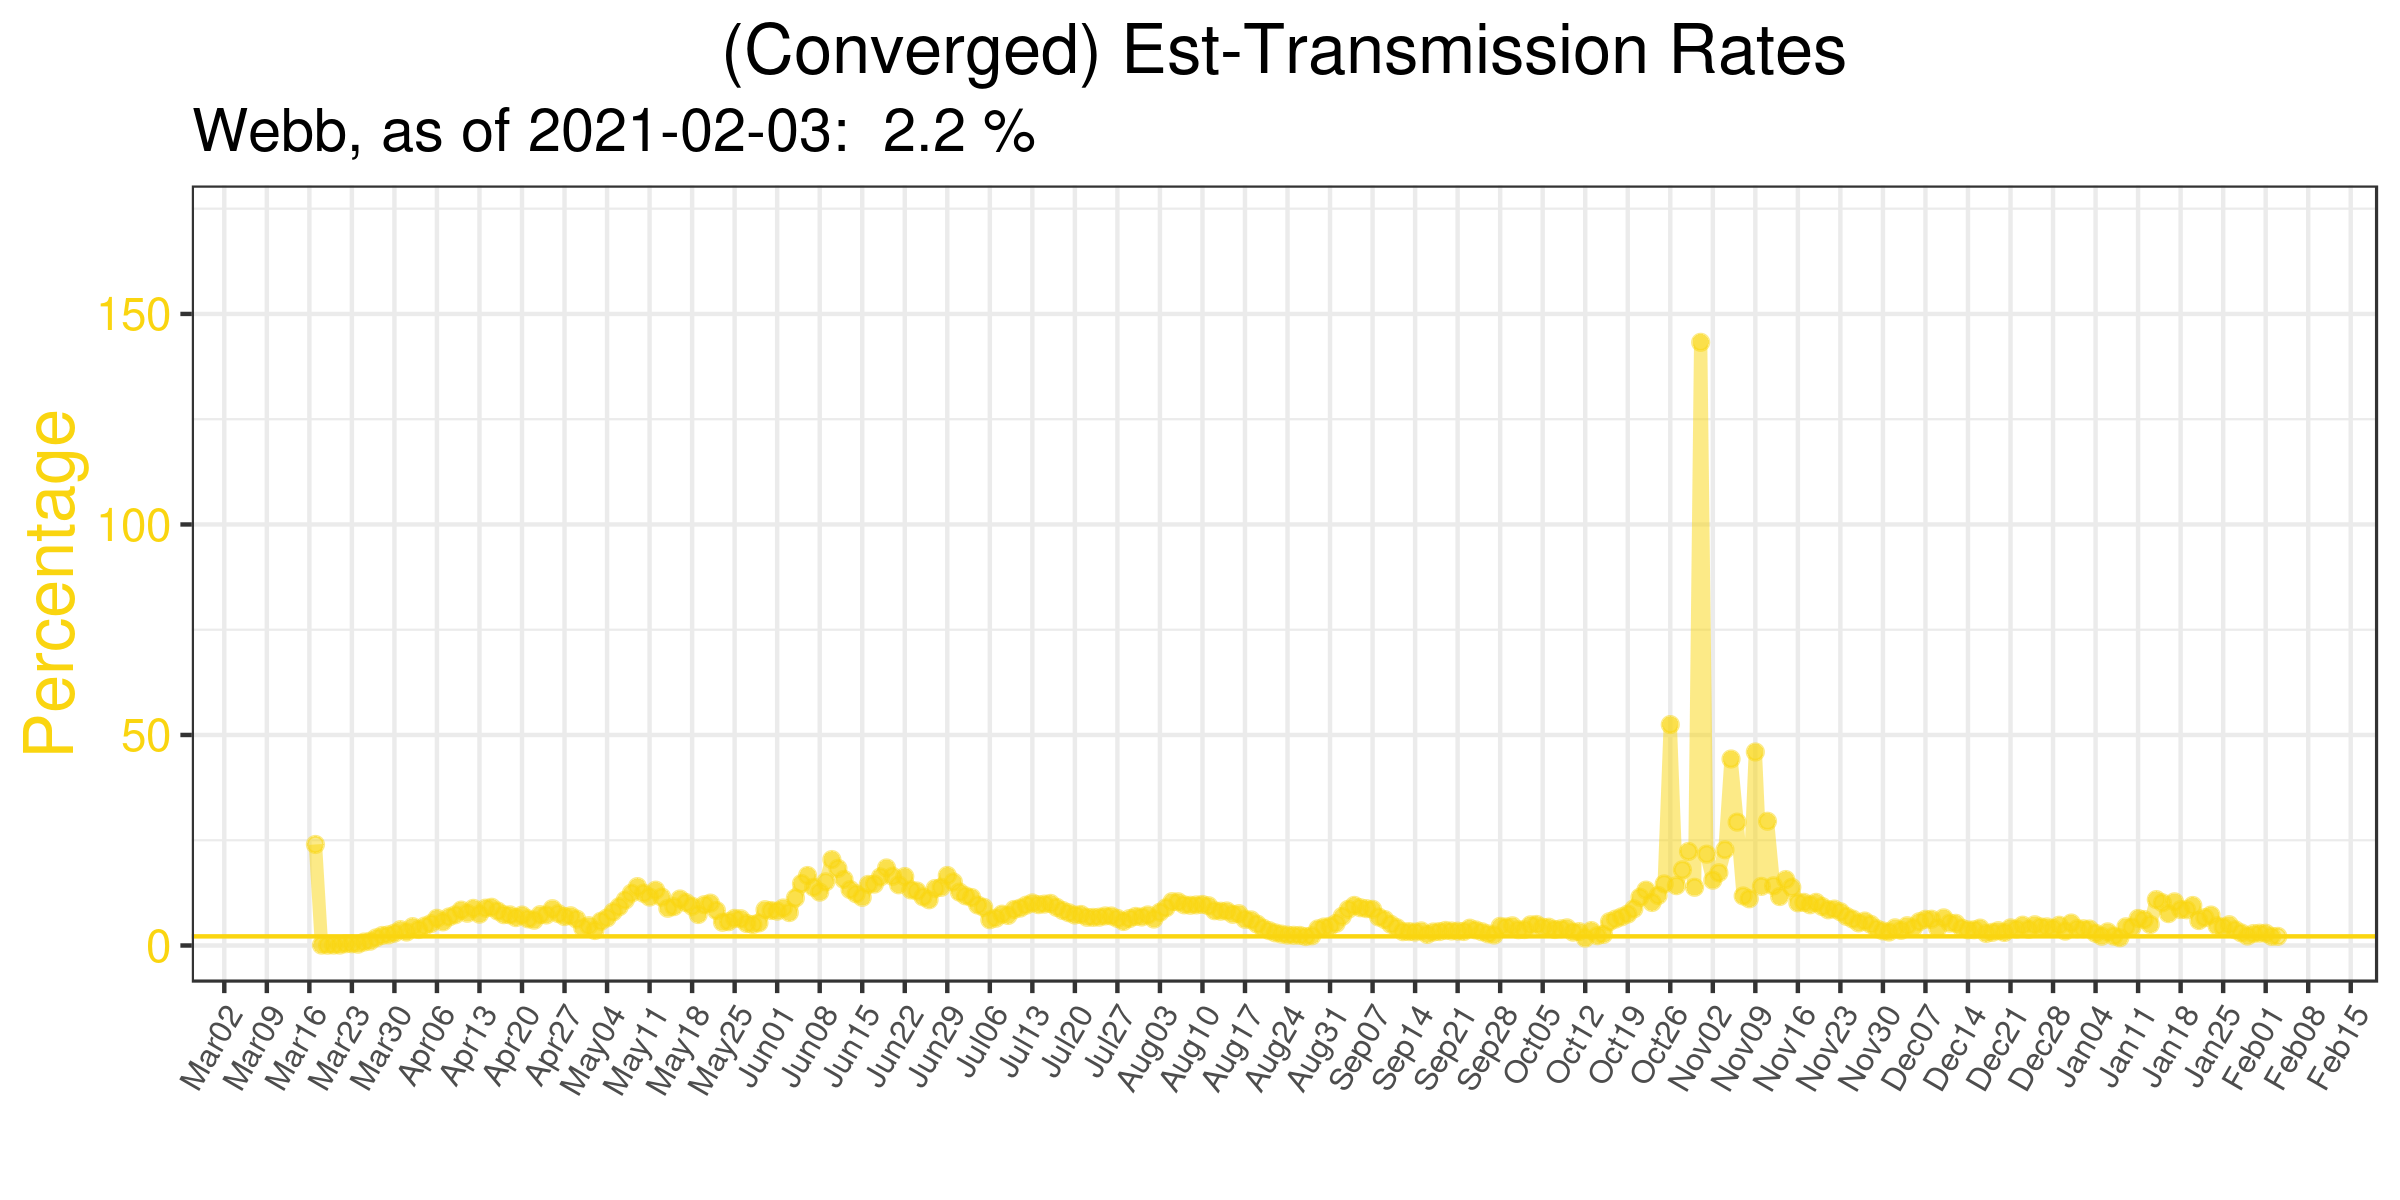 (Converged) Est-Transmission Rates
Webb, as of 2021-02-03:  2.2 %
Percentage
150
100
50
0
Mar02
Mar09
Mar16
Mar23
Mar30
Apr06
Apr13
Apr20
Apr27
May04
May11
May18
May25
Jun01
Jun08
Jun15
Jun22
Jun29
Jul06
Jul13
Jul20
Jul27
Aug03
Aug10
Aug17
Aug24
Aug31
Sep07
Sep14
Sep21
Sep28
Oct05
Oct12
Oct19
Oct26
Nov02
Nov09
Nov16
Nov23
Nov30
Dec07
Dec14
Dec21
Dec28
Jan04
Jan11
Jan18
Jan25
Feb01
Feb08
Feb15